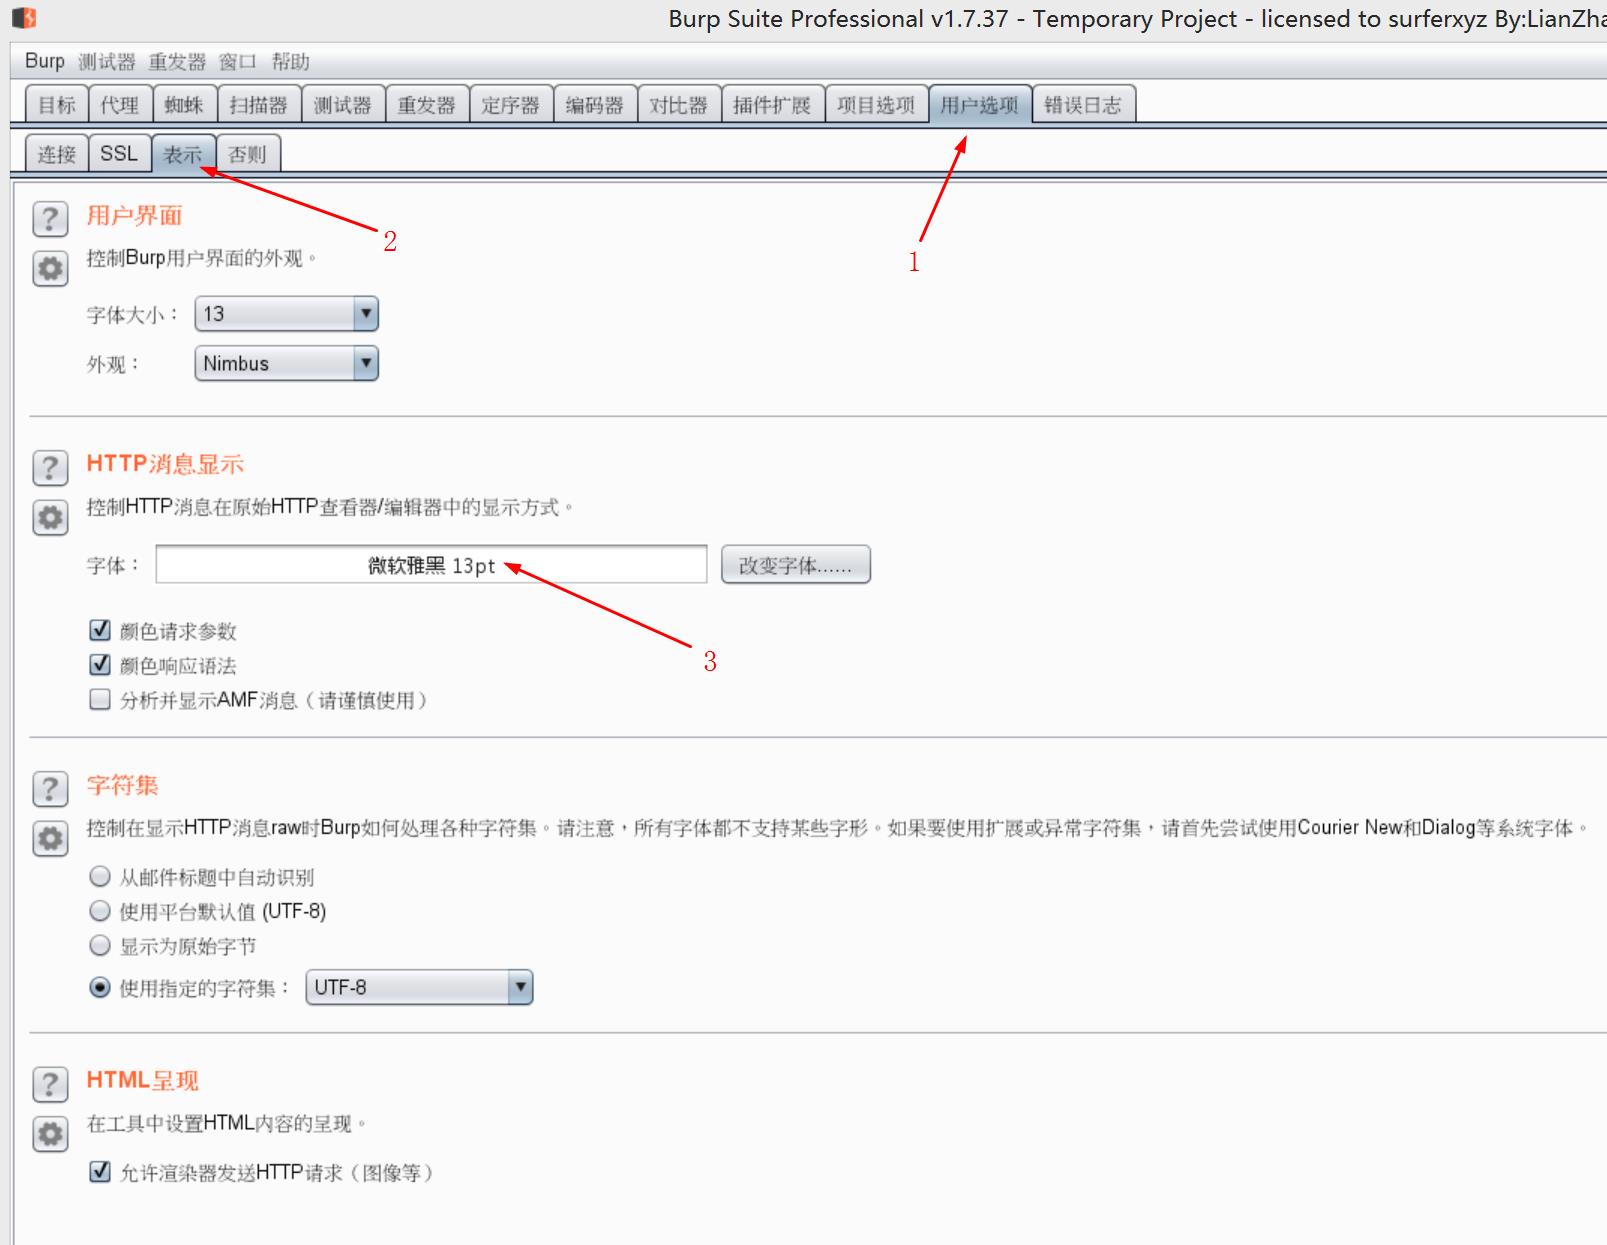 Burp Suite Professional v1.7.37 - Temporary Project - licensed to surferxyz By:LianZha
Burp 测试器 重发器 窗口 帮助
目标 代理 蜘蛛 扫描器 测试器 重发器 定序器 编码器 对比器 插件扩展 项目选项 用户选项 错误日志
连接 SSL 表示 否则
1
2
? 用户界面
控制Burp用户界面的外观。
字体大小： 13
外观： Nimbus
? HTTP消息显示
控制HTTP消息在原始HTTP查看器/编辑器中的显示方式。
字体： 微软雅黑 13pt 改变字体......
3
颜色请求参数
颜色响应语法
分析并显示AMF消息（请谨慎使用）
? 字符集
控制在显示HTTP消息raw时Burp如何处理各种字符集。请注意，所有字体都不支持某些字形。如果要使用扩展或异常字符集，请首先尝试使用Courier New和Dialog等系统字体。
从邮件标题中自动识别
使用平台默认值 (UTF-8)
显示为原始字节
使用指定的字符集： UTF-8
? HTML呈现
在工具中设置HTML内容的呈现。
允许渲染器发送HTTP请求（图像等）